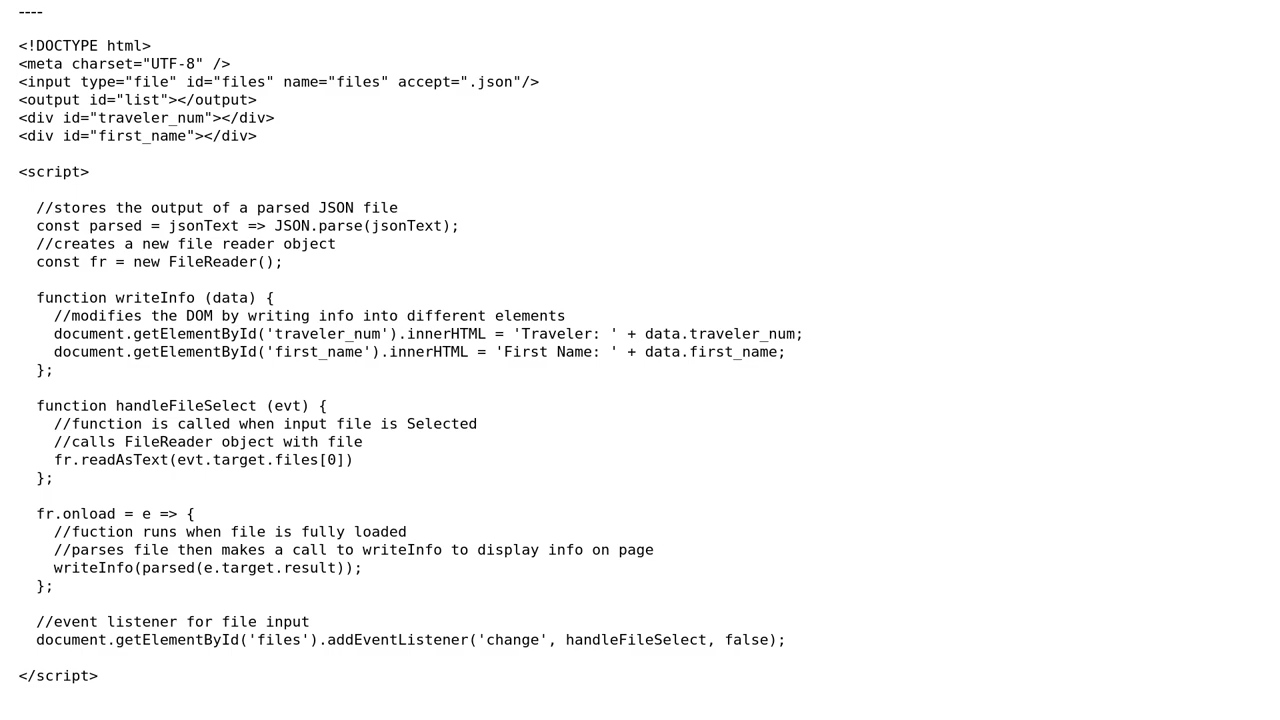 ----
<!DOCTYPE html>
<meta charset="UTF-8" />
<input type="file" id="files" name="files" accept=".json"/>
<output id="list"></output>
<div id="traveler_num"></div>
<div id="first_name"></div>
<script>
//stores the output of a parsed JSON file
const parsed = jsonText => JSON.parse(jsonText);
//creates a new file reader object
const fr = new FileReader();
function writeInfo (data) {
//modifies the DOM by writing info into different elements
document.getElementById('traveler_num').innerHTML = 'Traveler: ' + data.traveler_num;
document.getElementById('first_name').innerHTML = 'First Name: ' + data.first_name;
};
function handleFileSelect (evt) {
//function is called when input file is Selected
//calls FileReader object with file
fr.readAsText(evt.target.files[0])
};
fr.onload = e => {
//fuction runs when file is fully loaded
//parses file then makes a call to writeInfo to display info on page
writeInfo(parsed(e.target.result));
};
//event listener for file input
document.getElementById('files').addEventListener('change', handleFileSelect, false);
</script>